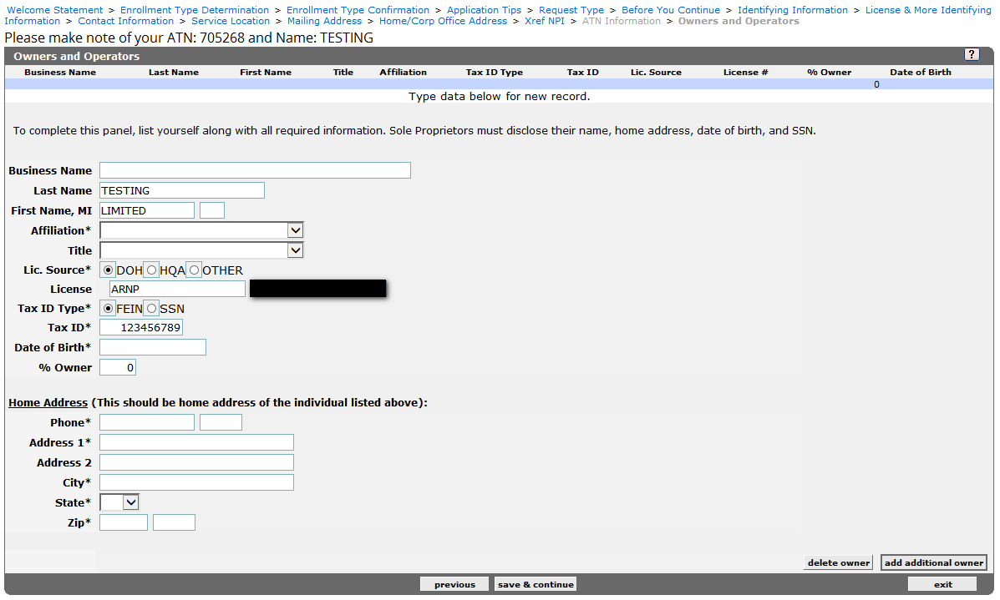 Welcome Statement > Enrollment Type Determination > Enrollment Type Confirmation > Application Tips > Request Type > Before You Continue > Identifying Information > License & More Identifying
Information > Contact Information > Service Location > Mailing Address > Home/Corp Office Address > Xref NPI > ATN Information > Owners and Operators
Please make note of your ATN: 705268 and Name: TESTING
Owners and Operators ?
Business Name Last Name First Name Title Affiliation Tax ID Type Tax ID Lic. Source License # % Owner Date of Birth
0
Type data below for new record.
To complete this panel, list yourself along with all required information. Sole Proprietors must disclose their name, home address, date of birth, and SSN.
Business Name
Last Name TESTING
First Name, MI LIMITED
Affiliation*
Title
Lic. Source* DOH HQA OTHER
License ARNP
Tax ID Type* FEIN SSN
Tax ID* 123456789
Date of Birth*
% Owner 0
Home Address (This should be home address of the individual listed above):
Phone*
Address 1*
Address 2
City*
State*
Zip*
delete owner add additional owner
previous save & continue exit